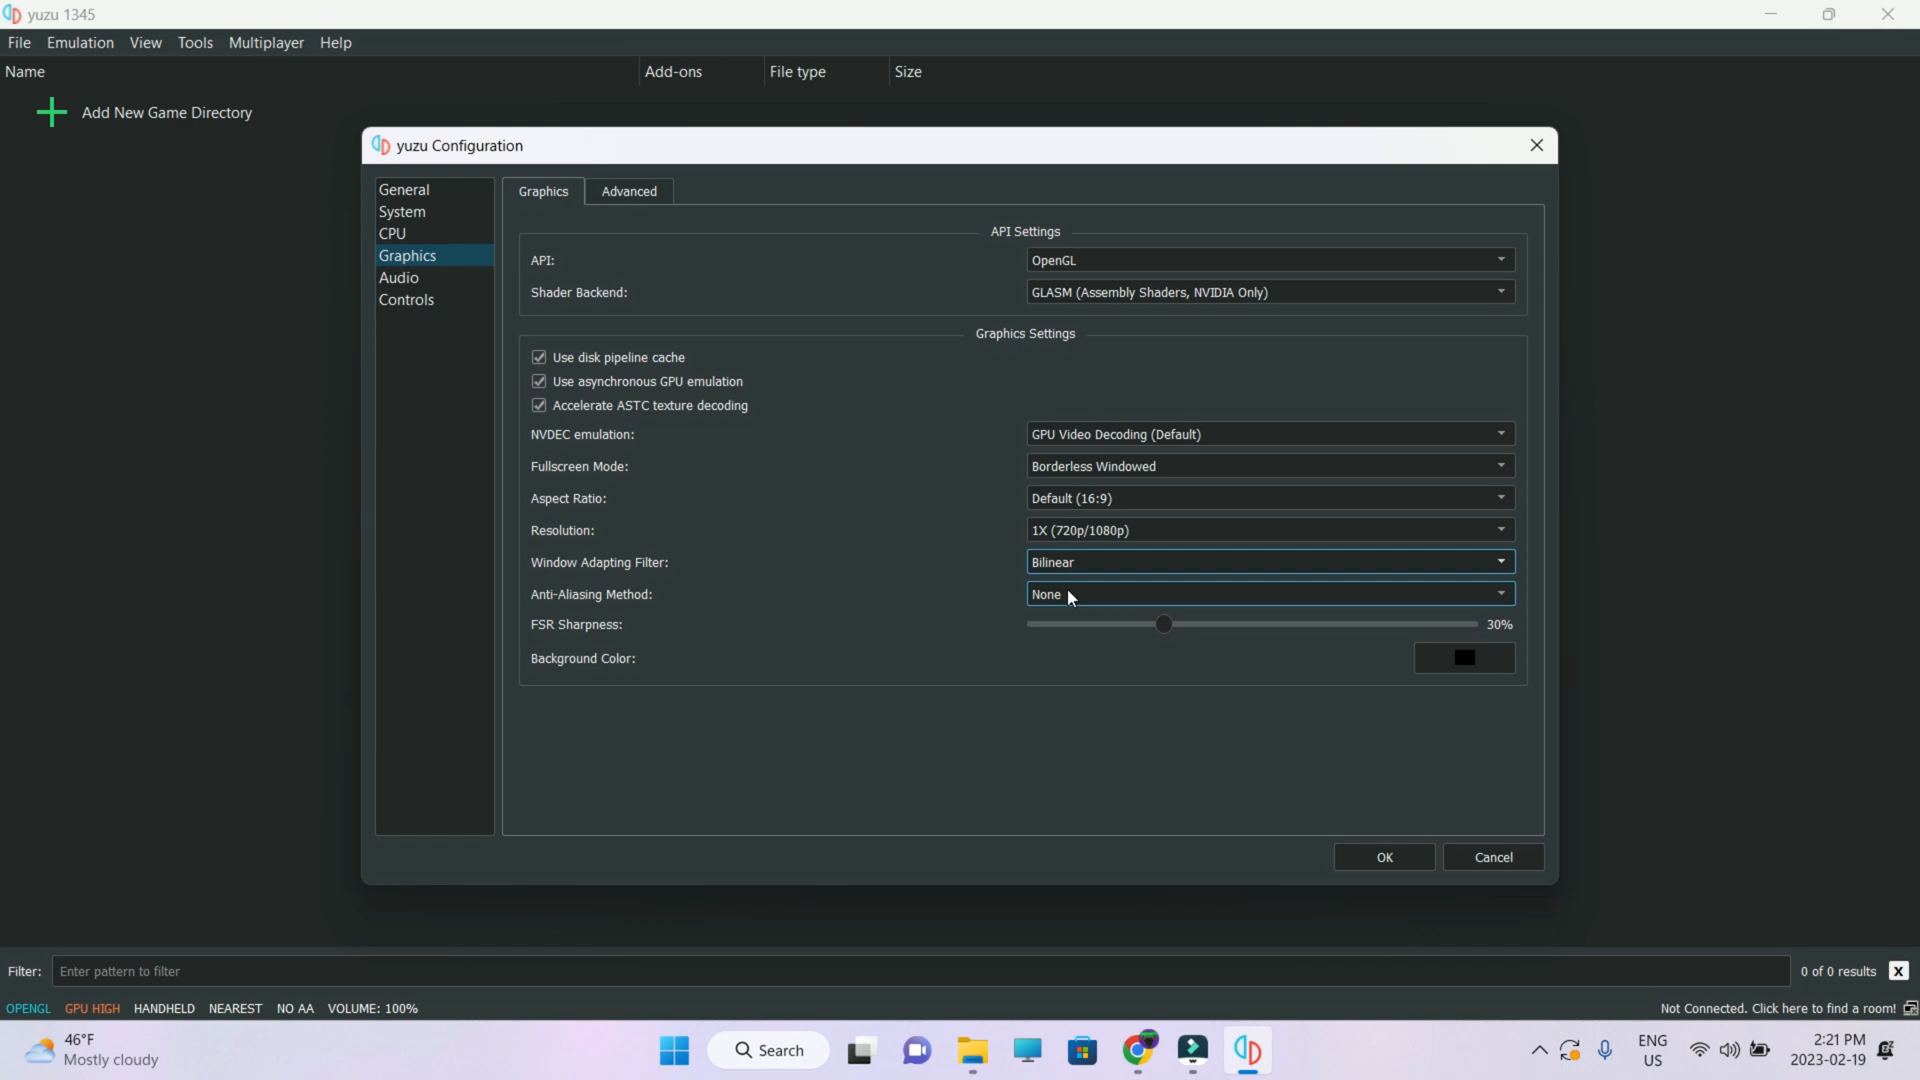 yuzu 1345
File Emulation View Tools Multiplayer Help
Name Add-ons File type Size
Add New Game Directory
yuzu Configuration
General
System
CPU
Graphics
Audio
Controls
Graphics Advanced
API Settings
API: OpenGL
Shader Backend: GLASM (Assembly Shaders, NVIDIA Only)
Graphics Settings
Use disk pipeline cache
Use asynchronous GPU emulation
Accelerate ASTC texture decoding
NVDEC emulation: GPU Video Decoding (Default)
Fullscreen Mode: Borderless Windowed
Aspect Ratio: Default (16:9)
Resolution: 1X (720p/1080p)
Window Adapting Filter: Bilinear
Anti-Aliasing Method: None
FSR Sharpness: 30%
Background Color:
OK Cancel
Filter: Enter pattern to filter 0 of 0 results X
OPENGL GPU HIGH HANDHELD NEAREST NO AA VOLUME: 100% Not Connected. Click here to find a room!
46°F
Mostly cloudy
Search
ENG
US
2:21 PM
2023-02-19